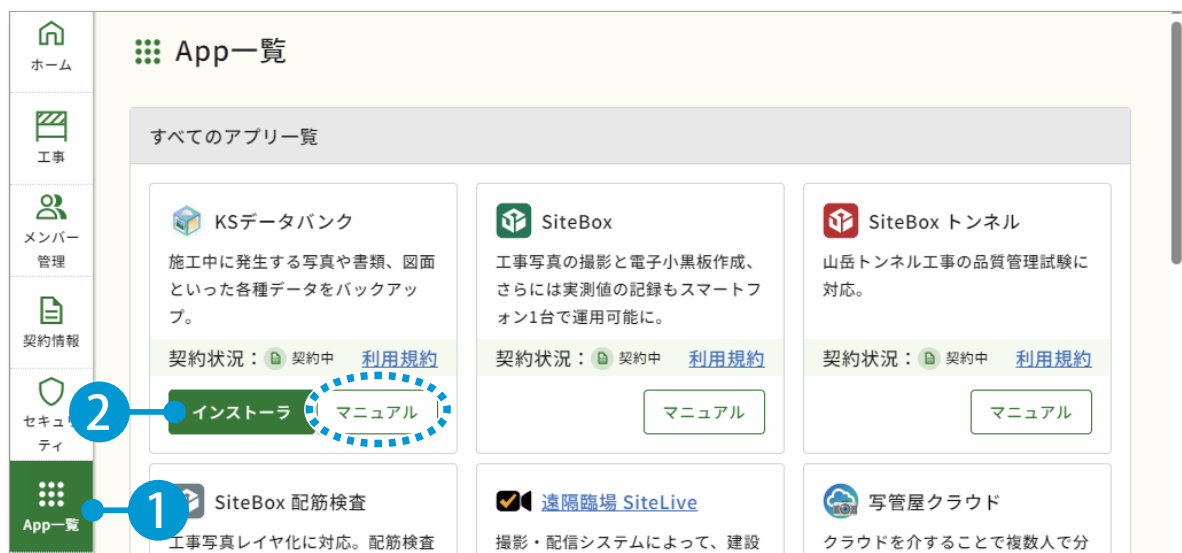 ホーム
工事
メンバー
管理
契約情報
セキュリ
ティ
App一覧
App一覧
すべてのアプリ一覧
KSデータバンク
施工中に発生する写真や書類、図面
といった各種データをバックアッ
プ。
契約状況： 契約中 利用規約
インストーラ マニュアル
SiteBox
工事写真の撮影と電子小黒板作成、
さらには実測値の記録もスマートフ
ォン1台で運用可能に。
契約状況： 契約中 利用規約
マニュアル
SiteBox トンネル
山岳トンネル工事の品質管理試験に
対応。
契約状況： 契約中 利用規約
マニュアル
SiteBox 配筋検査
工事写真レイヤ化に対応。配筋検査
遠隔臨場 SiteLive
撮影・配信システムによって、建設
写管屋クラウド
クラウドを介することで複数人で分
1
2